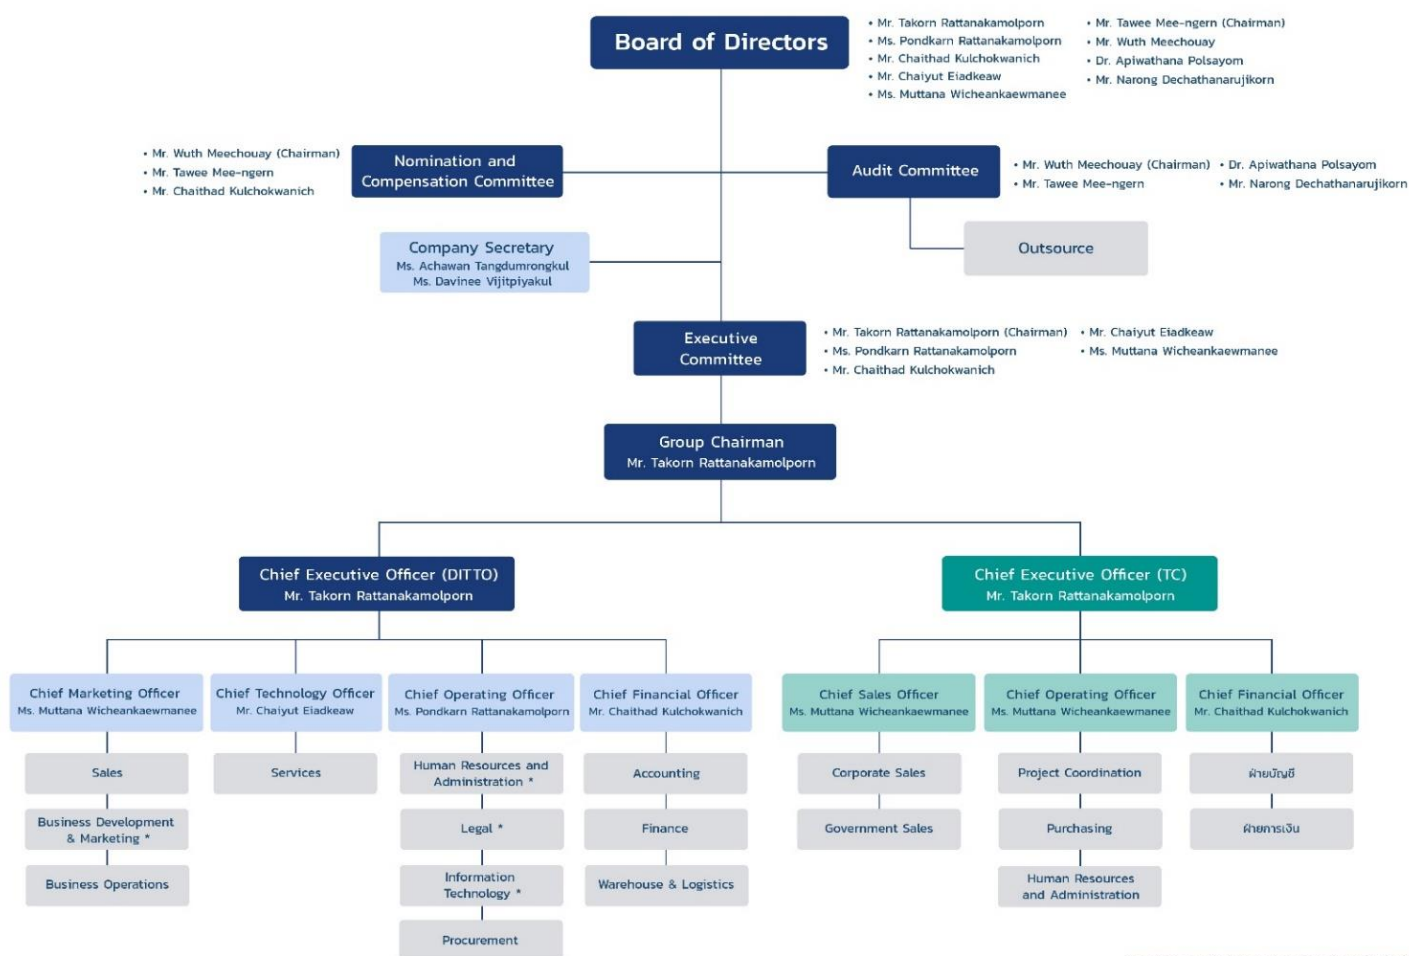 Board of Directors
• Mr. Takorn Rattanakamolporn
• Ms. Pondkarn Rattanakamolporn
• Mr. Chaithad Kulchokwanich
• Mr. Chaiyut Eiadkeaw
• Ms. Muttana Wicheankaewmanee
• Mr. Tawee Mee-ngern (Chairman)
• Mr. Wuth Meechouay
• Dr. Apiwathana Polsayom
• Mr. Narong Dechathanarujikorn
• Mr. Wuth Meechouay (Chairman)
• Mr. Tawee Mee-ngern
• Mr. Chaithad Kulchokwanich
Nomination and
Compensation Committee
Audit Committee
• Mr. Wuth Meechouay (Chairman)
• Mr. Tawee Mee-ngern
• Dr. Apiwathana Polsayom
• Mr. Narong Dechathanarujikorn
Company Secretary
Ms. Achawan Tangdumrongkul
Ms. Davinee Vijitpiyakul
Outsource
Executive
Committee
• Mr. Takorn Rattanakamolporn (Chairman)
• Ms. Pondkarn Rattanakamolporn
• Mr. Chaithad Kulchokwanich
• Mr. Chaiyut Eiadkeaw
• Ms. Muttana Wicheankaewmanee
Group Chairman
Mr. Takorn Rattanakamolporn
Chief Executive Officer (DITTO)
Mr. Takorn Rattanakamolporn
Chief Executive Officer (TC)
Mr. Takorn Rattanakamolporn
Chief Marketing Officer
Ms. Muttana Wicheankaewmanee
Sales
Business Development
& Marketing *
Business Operations
Chief Technology Officer
Mr. Chaiyut Eiadkeaw
Services
Chief Operating Officer
Ms. Pondkarn Rattanakamolporn
Human Resources and
Administration *
Legal *
Information
Technology *
Procurement
Chief Financial Officer
Mr. Chaithad Kulchokwanich
Accounting
Finance
Warehouse & Logistics
Chief Sales Officer
Ms. Muttana Wicheankaewmanee
Corporate Sales
Government Sales
Chief Operating Officer
Ms. Muttana Wicheankaewmanee
Project Coordination
Purchasing
Human Resources
and Administration
Chief Financial Officer
Mr. Chaithad Kulchokwanich
ฝ่ายบัญชี
ฝ่ายการเงิน